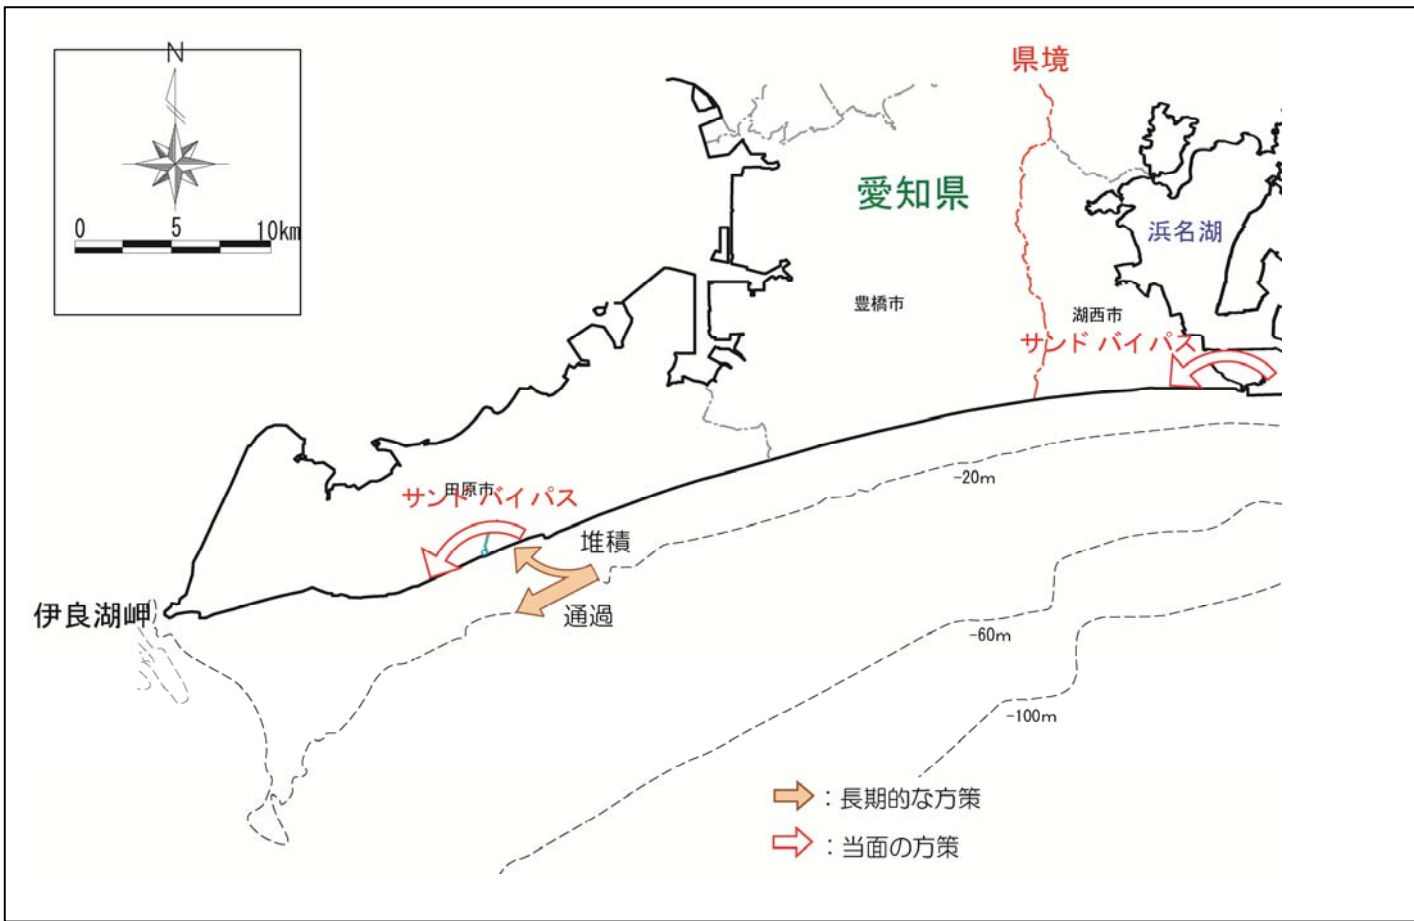 N
0 5 10km
県境
愛知県
浜名湖
豊橋市
湖西市
サンド バイパス
-20m
田原市
サンド バイパス
堆積
通過
伊良湖岬
-60m
-100m
：長期的な方策
：当面の方策